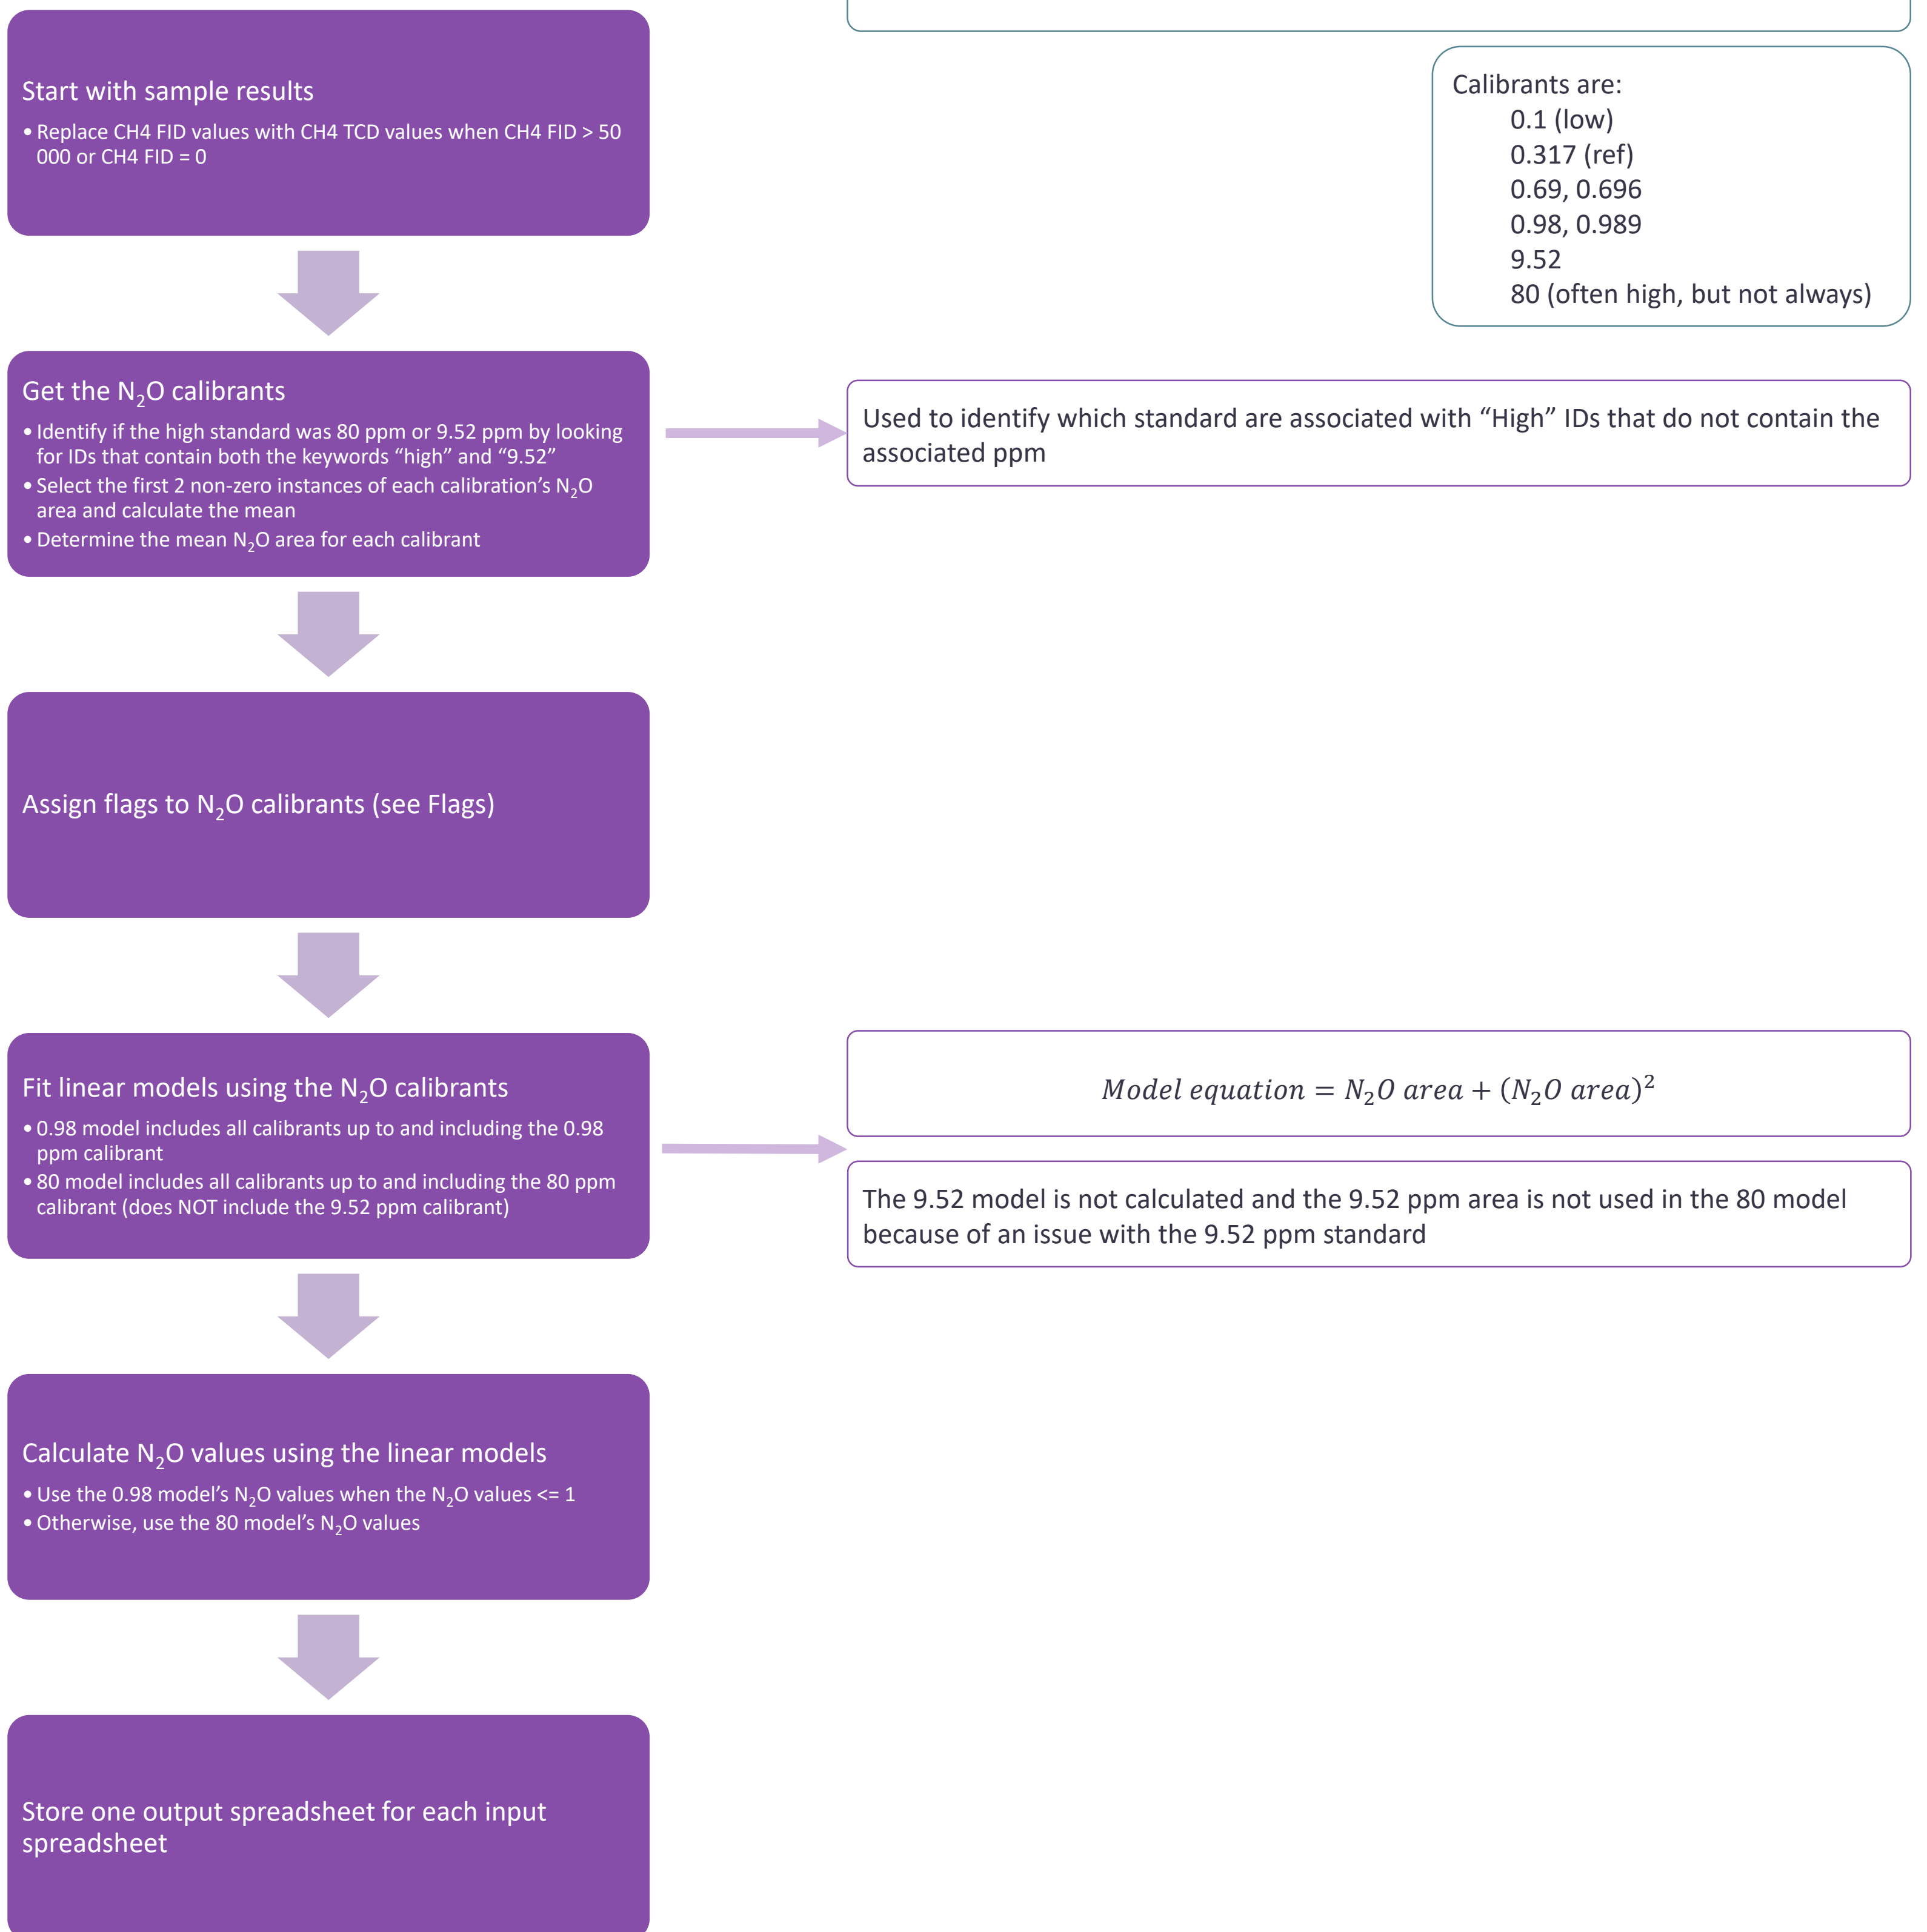 Start with sample results
• Replace CH4 FID values with CH4 TCD values when CH4 FID > 50
000 or CH4 FID = 0
Calibrants are:
0.1 (low)
0.317 (ref)
0.69, 0.696
0.98, 0.989
9.52
80 (often high, but not always)
Get the N₂O calibrants
• Identify if the high standard was 80 ppm or 9.52 ppm by looking
for IDs that contain both the keywords “high” and “9.52”
• Select the first 2 non-zero instances of each calibration’s N₂O
area and calculate the mean
• Determine the mean N₂O area for each calibrant
Used to identify which standard are associated with “High” IDs that do not contain the
associated ppm
Assign flags to N₂O calibrants (see Flags)
Fit linear models using the N₂O calibrants
• 0.98 model includes all calibrants up to and including the 0.98
ppm calibrant
• 80 model includes all calibrants up to and including the 80 ppm
calibrant (does NOT include the 9.52 ppm calibrant)
Model equation = N₂O area + (N₂O area)²
The 9.52 model is not calculated and the 9.52 ppm area is not used in the 80 model
because of an issue with the 9.52 ppm standard
Calculate N₂O values using the linear models
• Use the 0.98 model’s N₂O values when the N₂O values <= 1
• Otherwise, use the 80 model’s N₂O values
Store one output spreadsheet for each input
spreadsheet